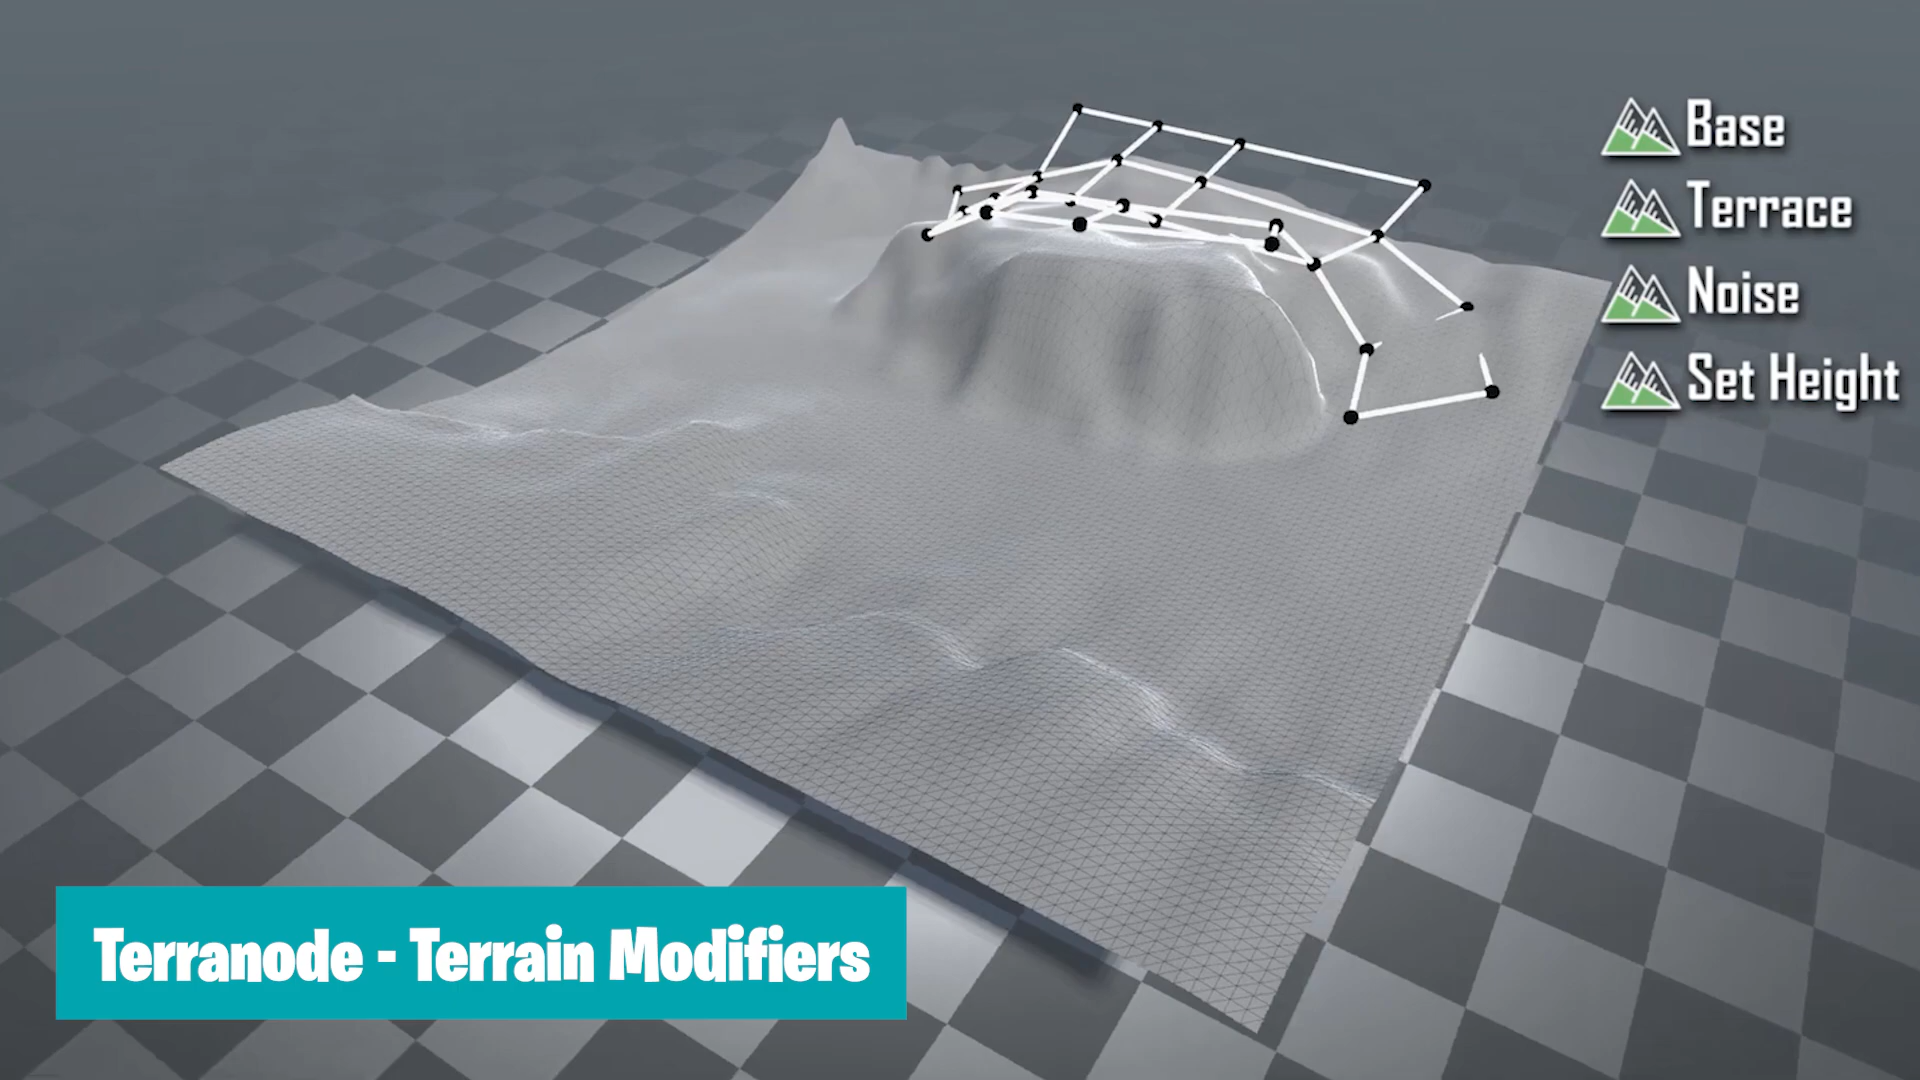 Base
Terrace
Noise
Set Height
Terranode - Terrain Modifiers